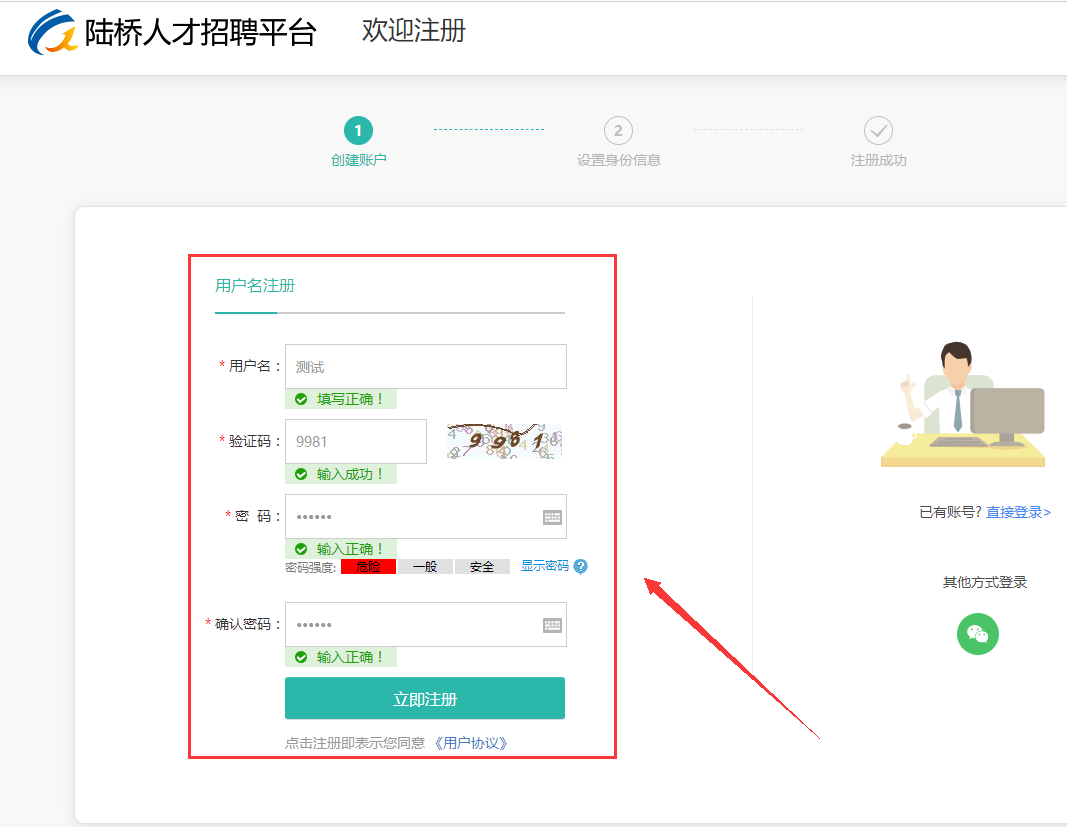 陆桥人才招聘平台 欢迎注册
1 2
创建账户 设置身份信息 注册成功
用户名注册
* 用户名： 测试
填写正确！
* 验证码： 9981 9981
输入成功！
* 密 码： ••••••
输入正确！
密码强度: 危险 一般 安全 显示密码 ?
* 确认密码： ••••••
输入正确！
立即注册
点击注册即表示您同意 《用户协议》
已有账号? 直接登录>
其他方式登录